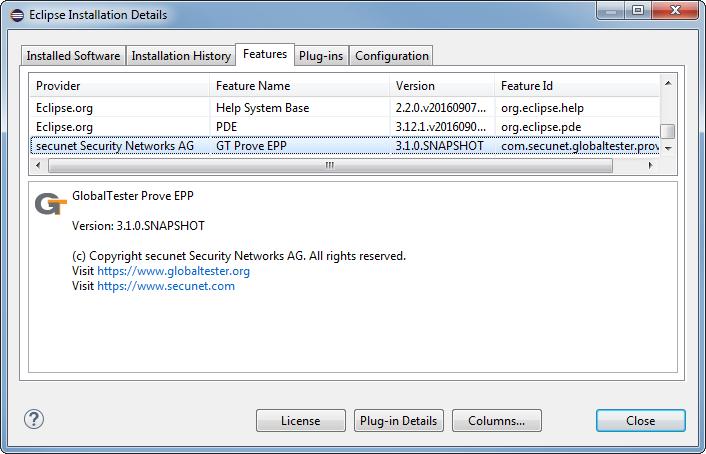 Eclipse Installation Details
Installed Software Installation History Features Plug-ins Configuration
Provider Feature Name Version Feature Id
Eclipse.org Help System Base 2.2.0.v20160907... org.eclipse.help
Eclipse.org PDE 3.12.1.v201609​0... org.eclipse.pde
secunet Security Networks AG GT Prove EPP 3.1.0.SNAPSHOT com.secunet.globaltester.prov
GT
GlobalTester Prove EPP
Version: 3.1.0.SNAPSHOT
(c) Copyright secunet Security Networks AG. All rights reserved.
Visit https://www.globaltester.org
Visit https://www.secunet.com
? License Plug-in Details Columns... Close